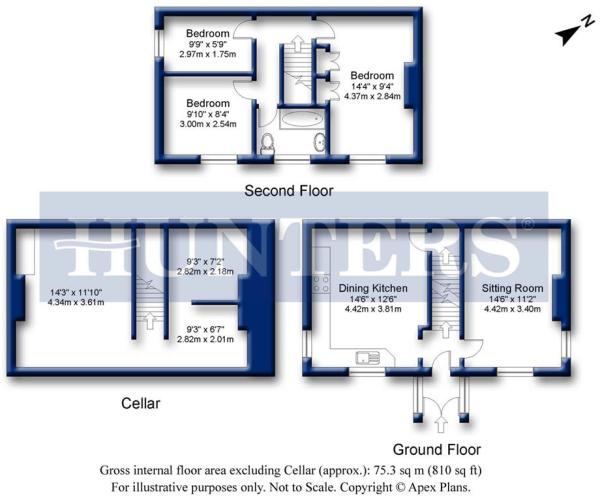 N
Bedroom
9'9" x 5'9"
2.97m x 1.75m
Bedroom
14'4" x 9'4"
4.37m x 2.84m
Bedroom
9'10" x 8'4"
3.00m x 2.54m
Second Floor
HUNTERS®
9'3" x 7'2"
2.82m x 2.18m
14'3" x 11'10"
4.34m x 3.61m
9'3" x 6'7"
2.82m x 2.01m
Cellar
Dining Kitchen
14'6" x 12'6"
4.42m x 3.81m
Sitting Room
14'6" x 11'2"
4.42m x 3.40m
Ground Floor
Gross internal floor area excluding Cellar (approx.): 75.3 sq m (810 sq ft)
For illustrative purposes only. Not to Scale. Copyright © Apex Plans.